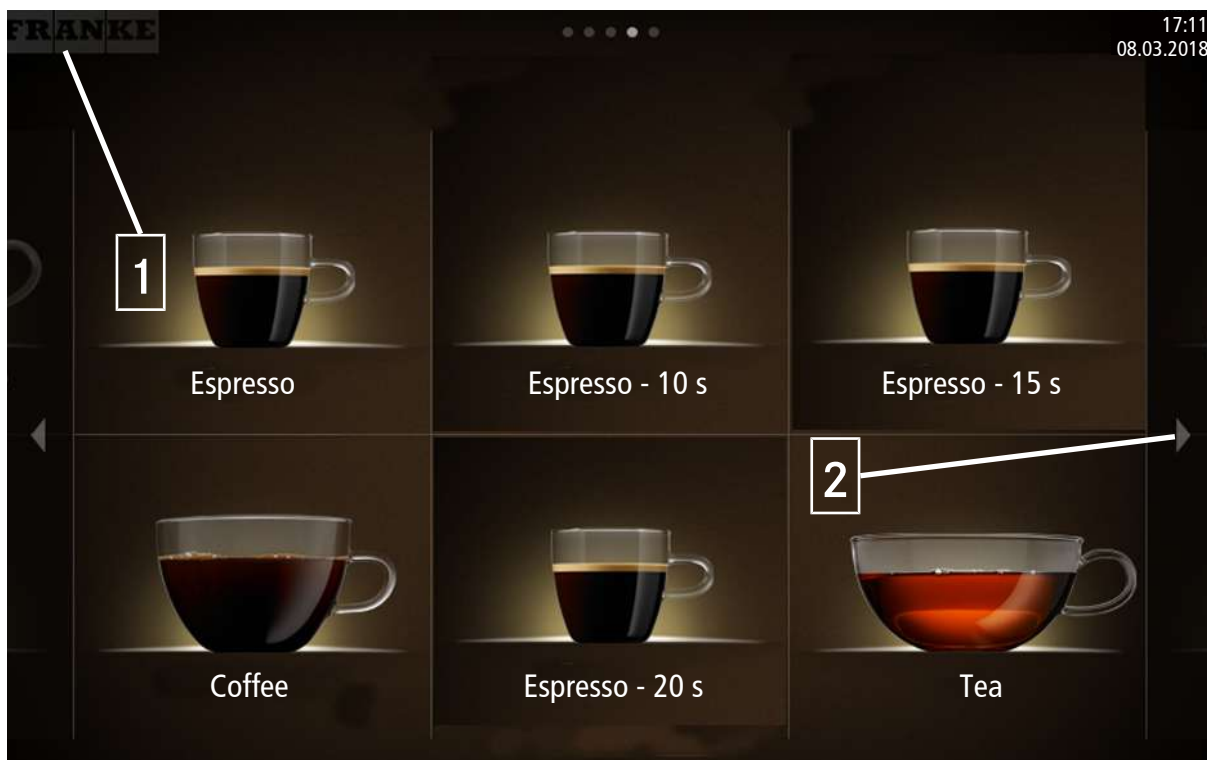 FRANKE
17:11
08.03.2018
1
Espresso
Espresso - 10 s
Espresso - 15 s
2
Coffee
Espresso - 20 s
Tea